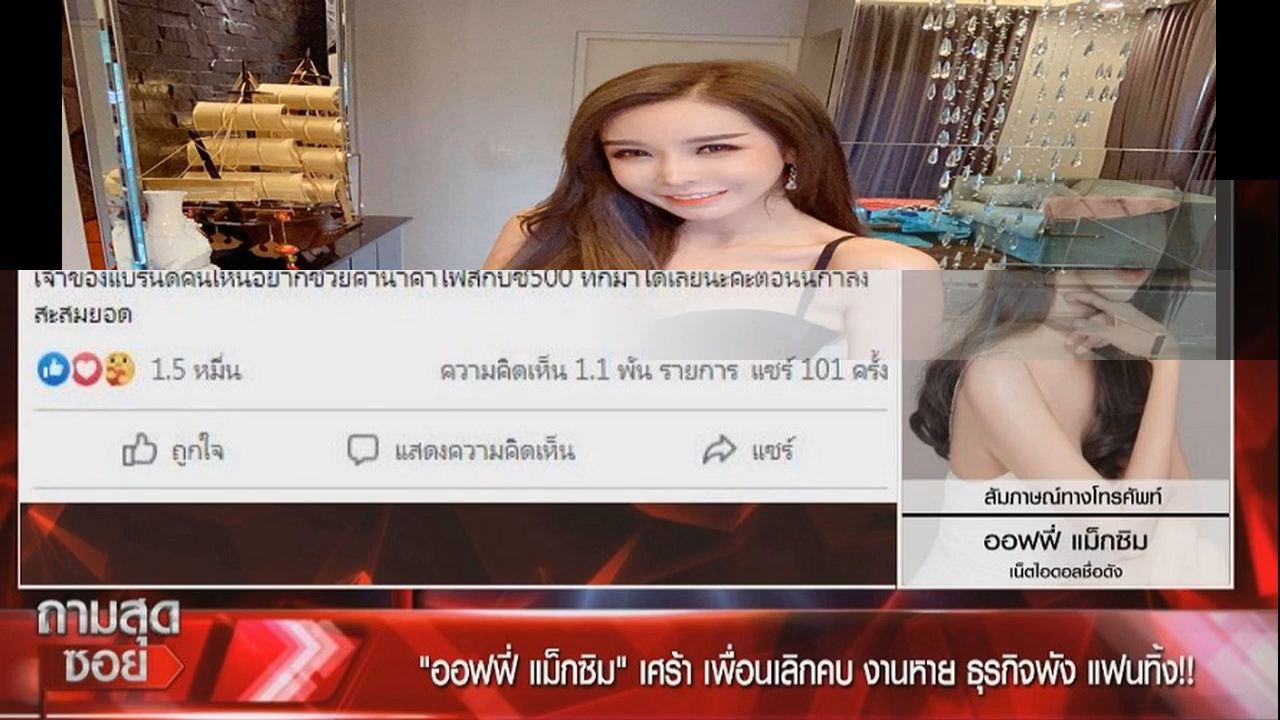 เจ้าของแบรนด์คนไหนอยากช่วยค่าน้ำค่าไฟสกบซ500 ทักมาได้เลยนะคะตอนนี้กำลัง
สะสมยอด
1.5 หมื่น ความคิดเห็น 1.1 พัน รายการ แชร์ 101 ครั้ง
ถูกใจ แสดงความคิดเห็น แชร์
สัมภาษณ์ทางโทรศัพท์
ออฟฟี่ แม็กซิม
เน็ตไอดอลชื่อดัง
ถามสุด
ซอย
"ออฟฟี่ แม็กซิม" เศร้า เพื่อนเลิกคบ งานหาย ธุรกิจพัง แฟนทิ้ง!!